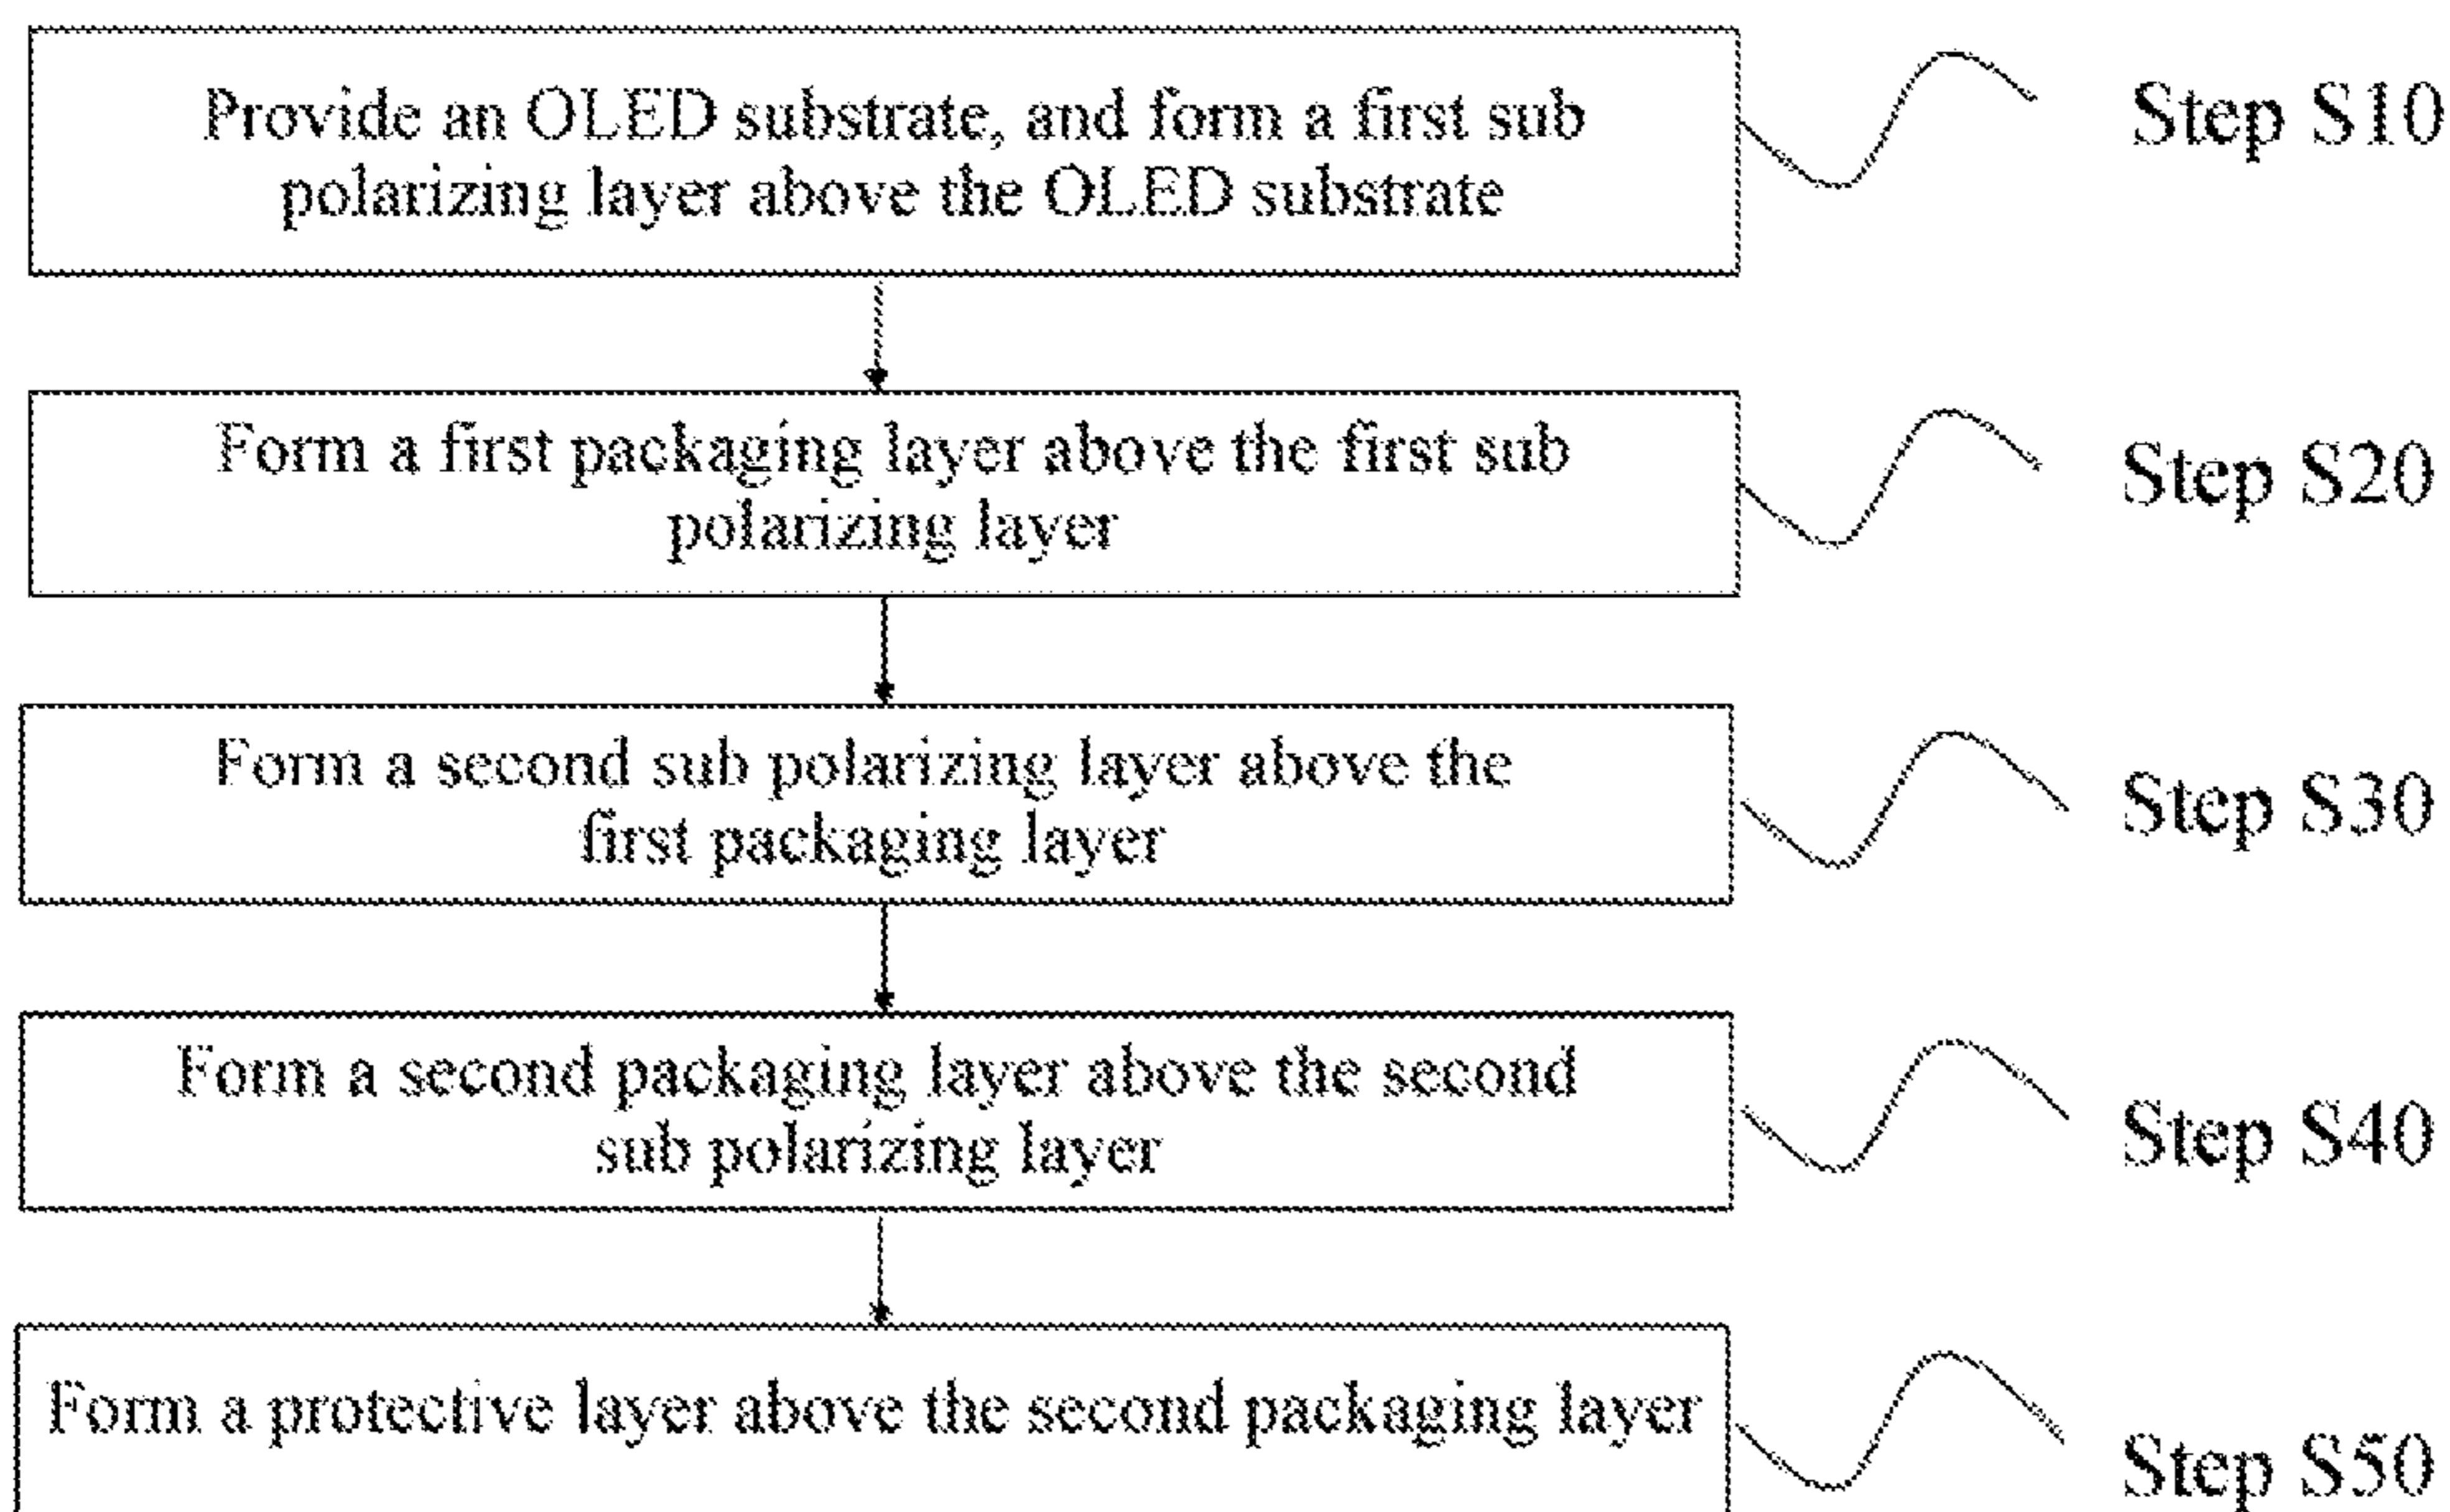 Provide an OLED substrate, and form a first sub
polarizing layer above the OLED substrate
Step S10
Form a first packaging layer above the first sub
polarizing layer
Step S20
Form a second sub polarizing layer above the
first packaging layer
Step S30
Form a second packaging layer above the second
sub polarizing layer
Step S40
Form a protective layer above the second packaging layer
Step S50